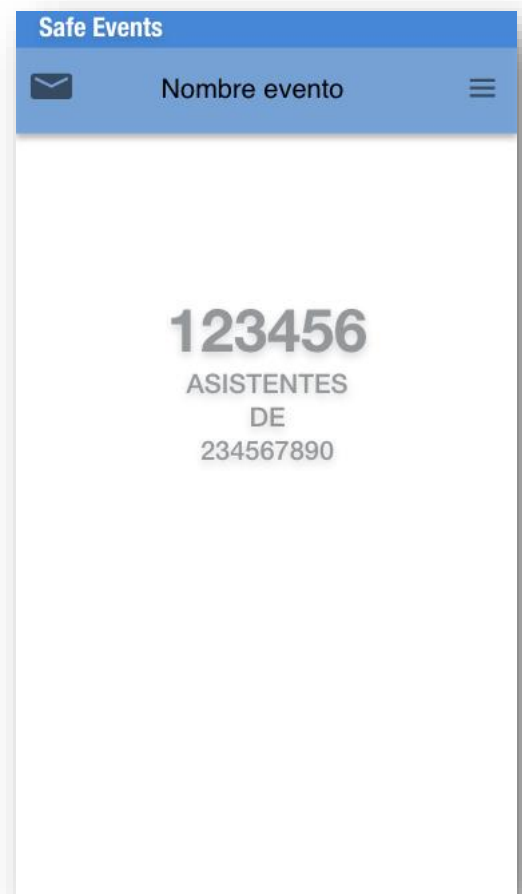 Safe Events
Nombre evento
123456
ASISTENTES
DE
234567890